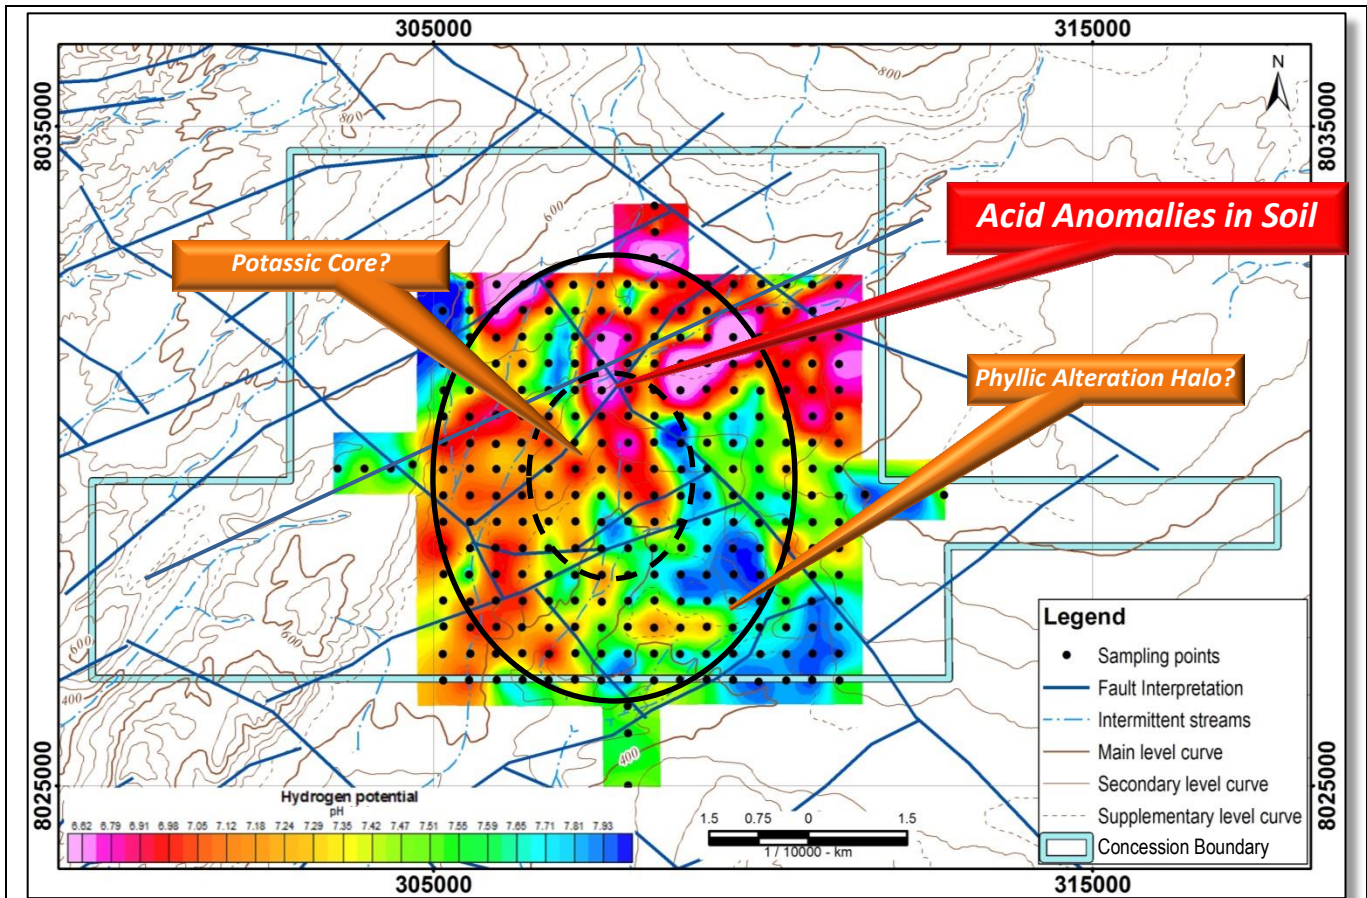 305000
315000
800
N
8035000
8035000
800
600
Acid Anomalies in Soil
Potassic Core?
Phyllic Alteration Halo?
600
600
400
400
Legend
Sampling points
Fault Interpretation
Intermittent streams
Main level curve
Secondary level curve
Supplementary level curve
Concession Boundary
8025000
8025000
Hydrogen potential
pH
6.62 6.79 6.91 6.98 7.05 7.12 7.18 7.24 7.29 7.35 7.42 7.47 7.51 7.55 7.59 7.65 7.71 7.81 7.93
1.5 0.75 0 1.5
1 / 10000 - km
305000
315000